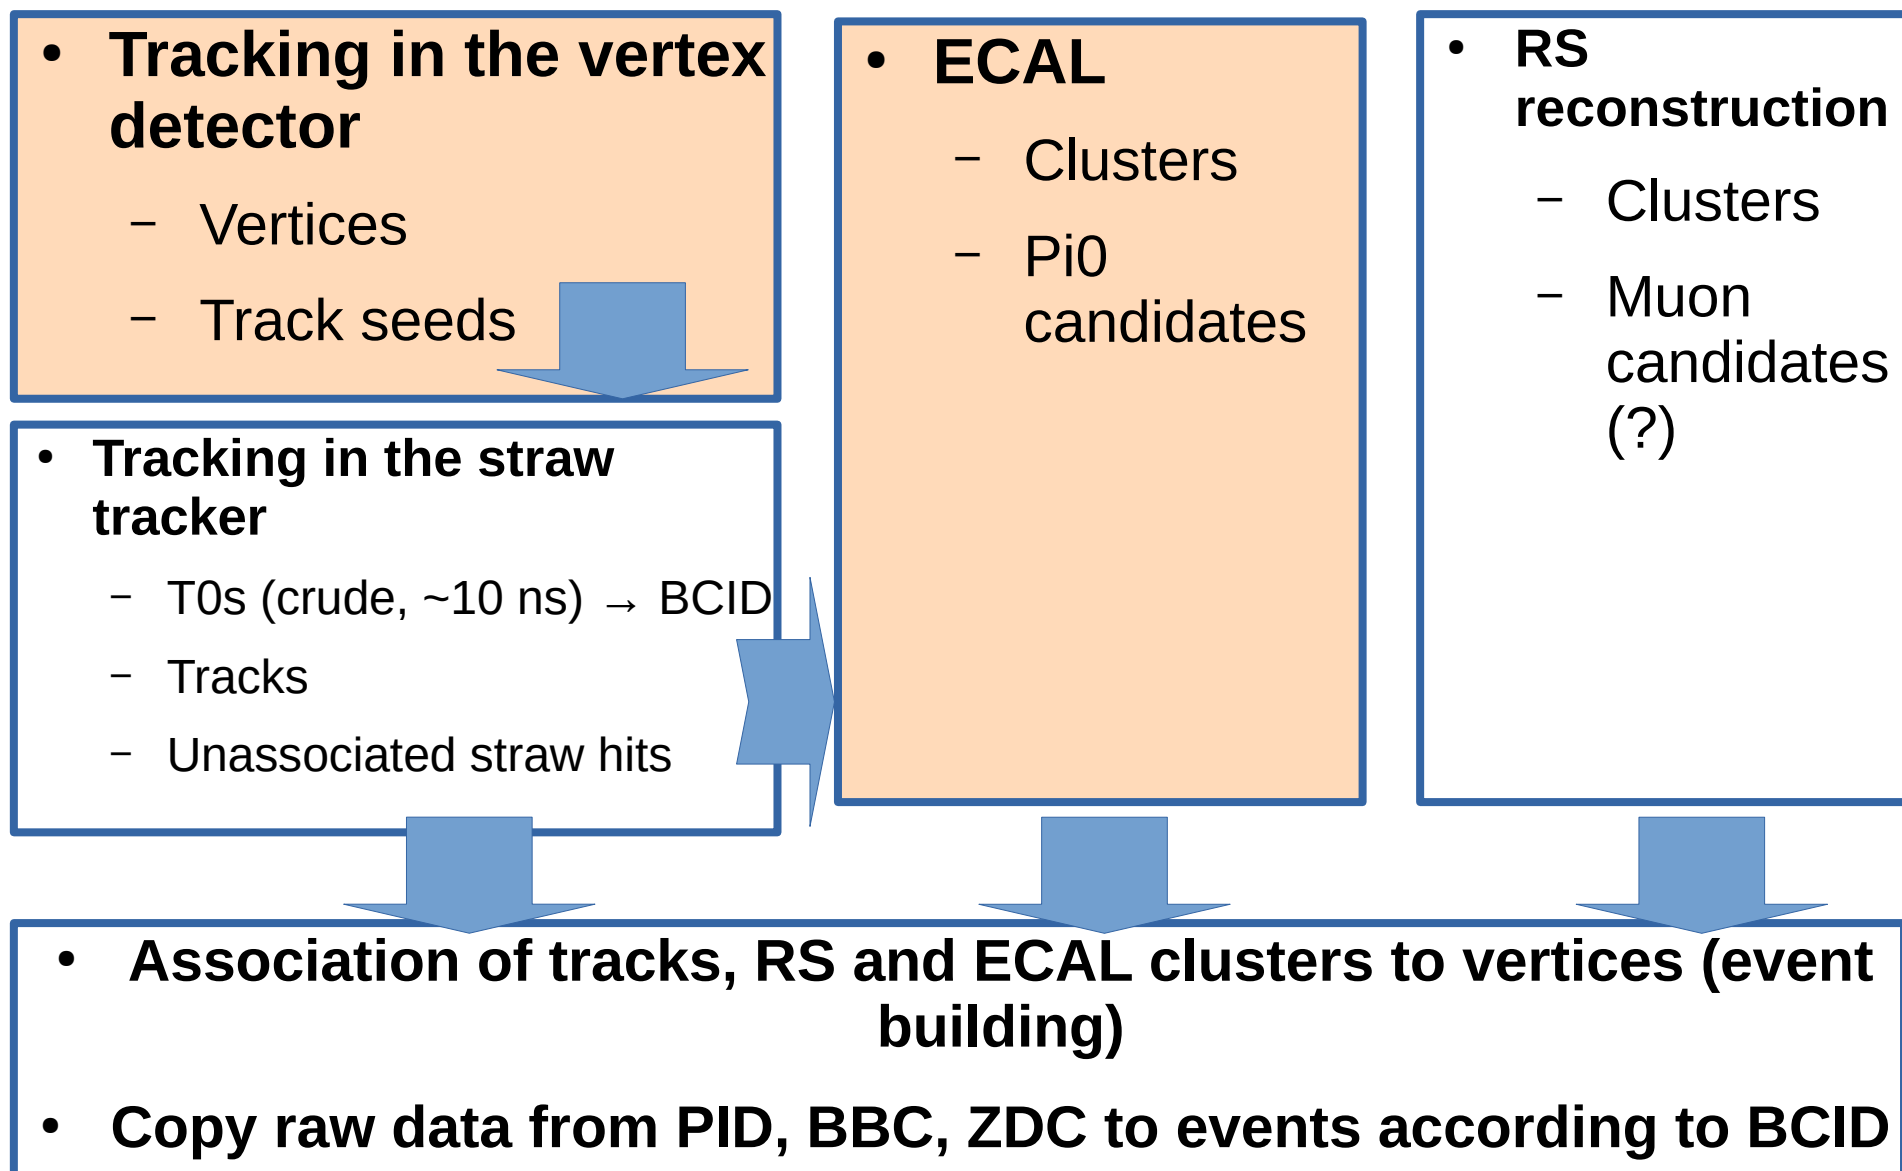 • Tracking in the vertex
detector
– Vertices
– Track seeds
• Tracking in the straw
tracker
– T0s (crude, ~10 ns) → BCID
– Tracks
– Unassociated straw hits
• ECAL
– Clusters
– Pi0
candidates
• RS
reconstruction
– Clusters
– Muon
candidates
(?)
• Association of tracks, RS and ECAL clusters to vertices (event
building)
• Copy raw data from PID, BBC, ZDC to events according to BCID